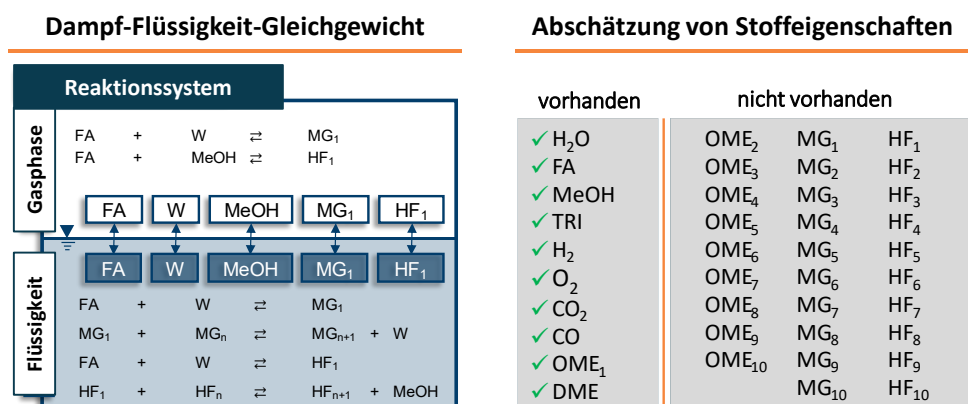 Dampf-Flüssigkeit-Gleichgewicht
Reaktionssystem
Gasphase
FA + W ⇄ MG₁
FA + MeOH ⇄ HF₁
FA W MeOH MG₁ HF₁
FA W MeOH MG₁ HF₁
Flüssigkeit
FA + W ⇄ MG₁
MG₁ + MGₙ ⇄ MGₙ₊₁ + W
FA + W ⇄ HF₁
HF₁ + HFₙ ⇄ HFₙ₊₁ + MeOH
Abschätzung von Stoffeigenschaften
vorhanden nicht vorhanden
✓ H₂O OME₂ MG₁ HF₁
✓ FA OME₃ MG₂ HF₂
✓ MeOH OME₄ MG₃ HF₃
✓ TRI OME₅ MG₄ HF₄
✓ H₂ OME₆ MG₅ HF₅
✓ O₂ OME₇ MG₆ HF₆
✓ CO₂ OME₈ MG₇ HF₇
✓ CO OME₉ MG₈ HF₈
✓ OME₁ OME₁₀ MG₉ HF₉
✓ DME MG₁₀ HF₁₀